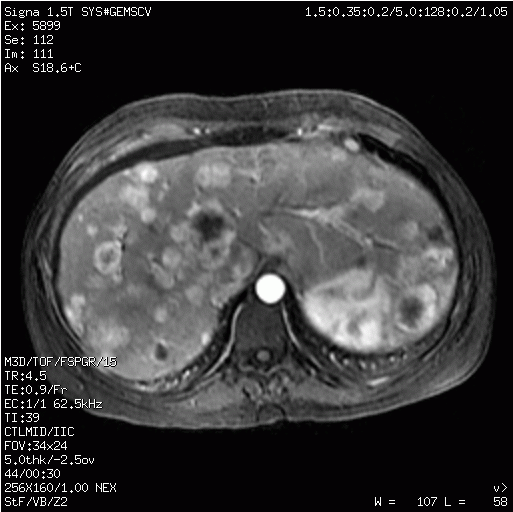 Signa 1.5T SYS#GEMSCV
1.5:0.35:0.2/5.0:128:0.2/1.05
Ex: 5899
Se: 112
Im: 111
Ax S18.6+C
M3D/TOF/FSPGR/15
TR:4.5
TE:0.9/Fr
EC:1/1 62.5kHz
TI:39
CTLMID/IIC
FOV:34x24
5.0thk/-2.5ov
44/00:30
256X160/1.00 NEX
StF/VB/Z2
v>
W = 107 L = 58